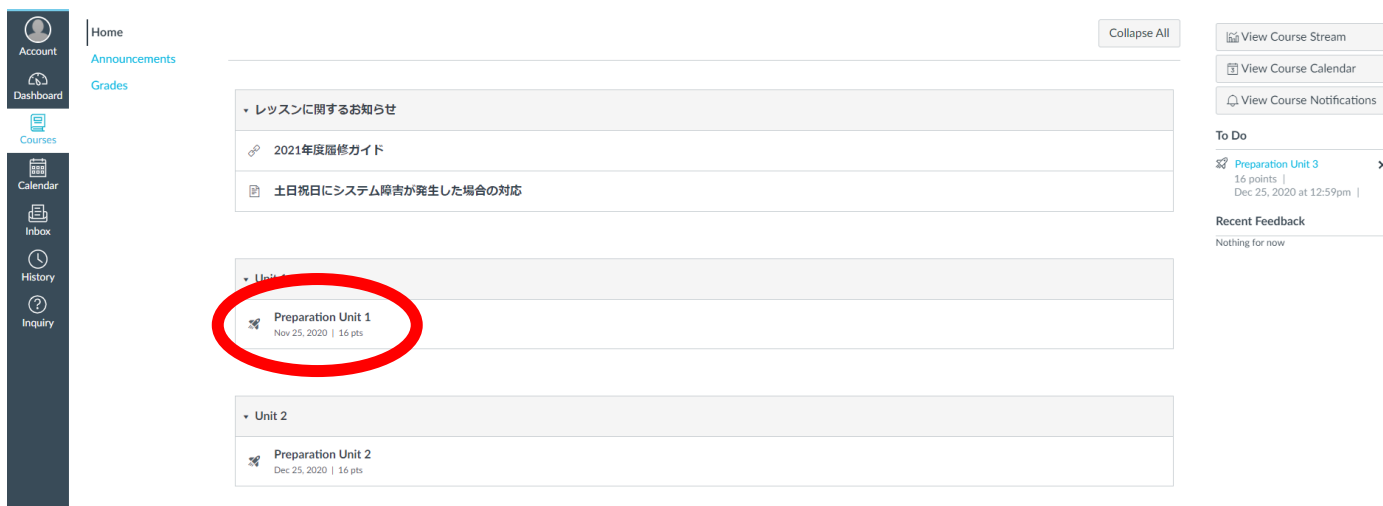 Account
Dashboard
Courses
Calendar
Inbox
History
Inquiry
Home
Announcements
Grades
Collapse All
レッスンに関するお知らせ
2021年度履修ガイド
土日祝日にシステム障害が発生した場合の対応
Preparation Unit 1
Nov 25, 2020 | 16 pts
Unit 2
Preparation Unit 2
Dec 25, 2020 | 16 pts
View Course Stream
View Course Calendar
View Course Notifications
To Do
Preparation Unit 3
16 points |
Dec 25, 2020 at 12:59pm |
Recent Feedback
Nothing for now